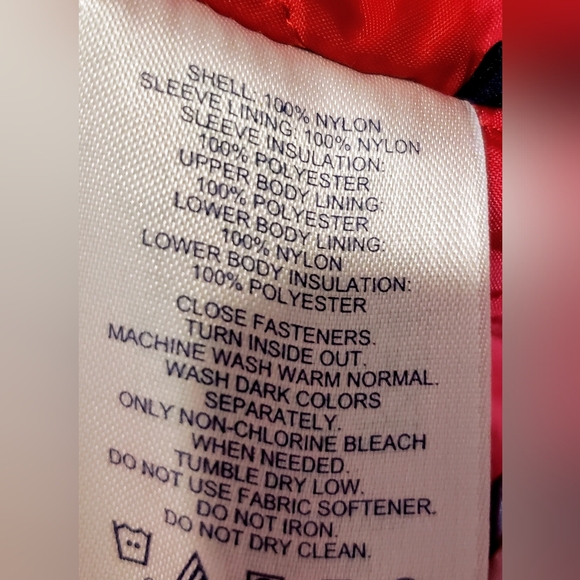 SHELL: 100% NYLON
SLEEVE LINING: 100% NYLON
SLEEVE INSULATION:
100% POLYESTER
UPPER BODY LINING:
100% POLYESTER
LOWER BODY LINING:
100% NYLON
LOWER BODY INSULATION:
100% POLYESTER
CLOSE FASTENERS.
TURN INSIDE OUT.
MACHINE WASH WARM NORMAL.
WASH DARK COLORS
SEPARATELY.
ONLY NON-CHLORINE BLEACH
WHEN NEEDED.
TUMBLE DRY LOW.
DO NOT USE FABRIC SOFTENER.
DO NOT IRON.
DO NOT DRY CLEAN.